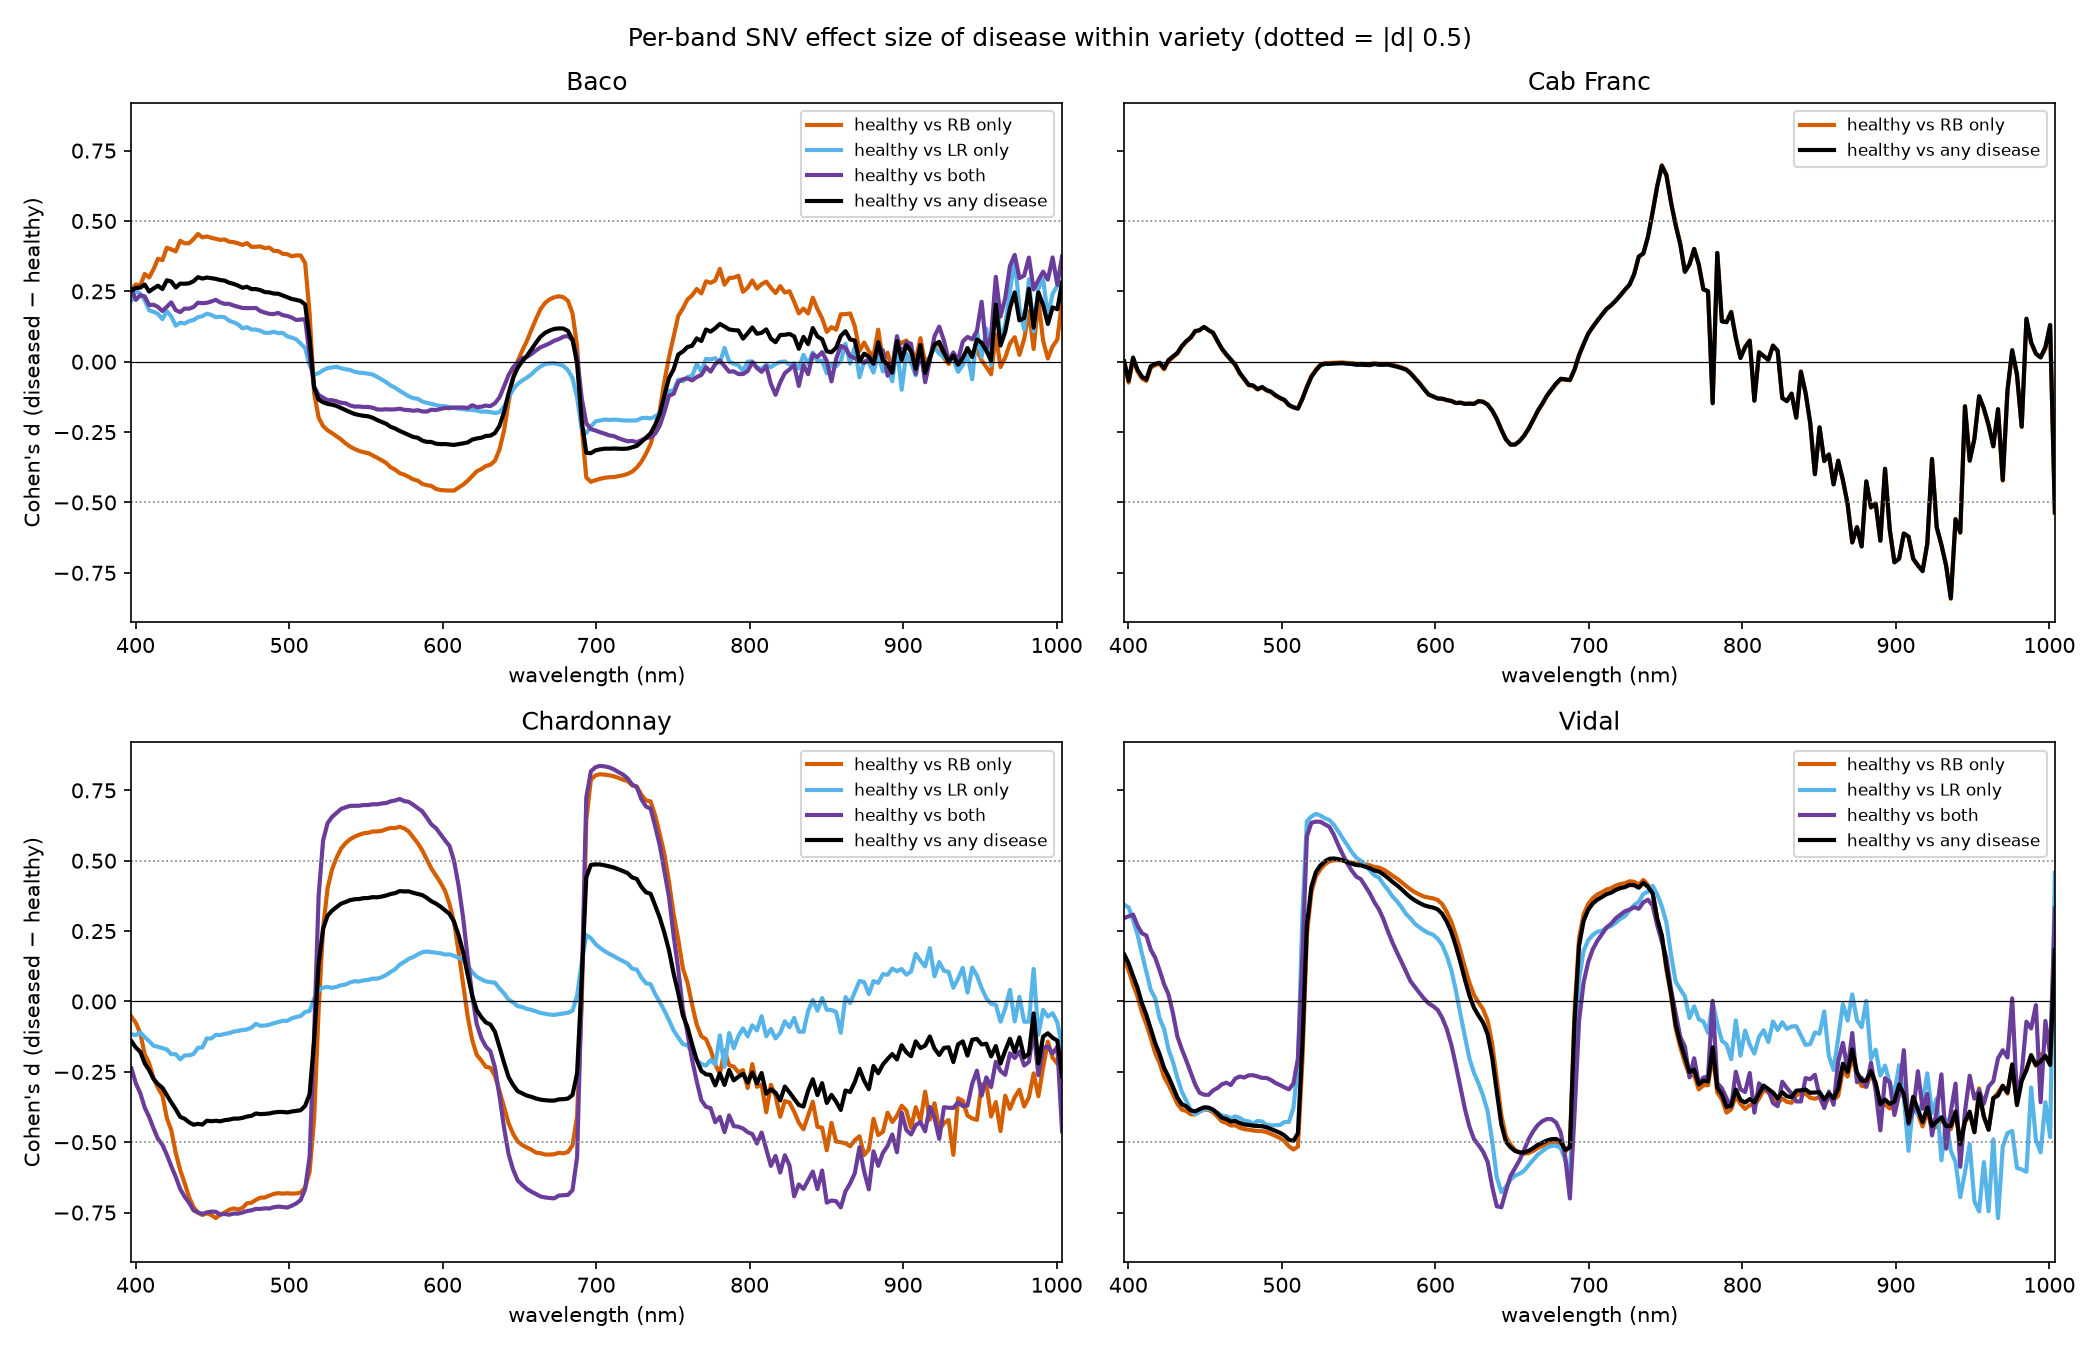 Per-band SNV effect size of disease within variety (dotted = |d| 0.5)
Baco
healthy vs RB only
healthy vs LR only
healthy vs both
healthy vs any disease
Cohen's d (diseased − healthy)
0.75
0.50
0.25
0.00
−0.25
−0.50
−0.75
400 500 600 700 800 900 1000
wavelength (nm)
Cab Franc
healthy vs RB only
healthy vs any disease
400 500 600 700 800 900 1000
wavelength (nm)
Chardonnay
healthy vs RB only
healthy vs LR only
healthy vs both
healthy vs any disease
Cohen's d (diseased − healthy)
0.75
0.50
0.25
0.00
−0.25
−0.50
−0.75
400 500 600 700 800 900 1000
wavelength (nm)
Vidal
healthy vs RB only
healthy vs LR only
healthy vs both
healthy vs any disease
400 500 600 700 800 900 1000
wavelength (nm)